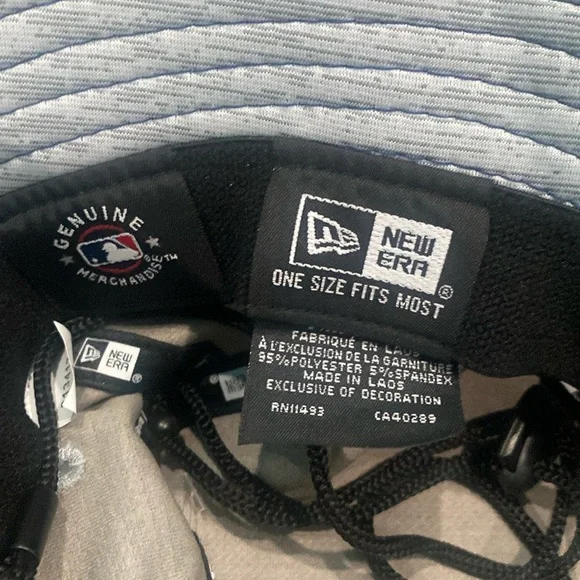 GENUINE
MERCHANDISE™
NEW
ERA®
ONE SIZE FITS MOST
NEW
ERA
FABRIQUÉ EN LAOS
À L'EXCLUSION DE LA GARNITURE
95%POLYESTER 5%SPANDEX
MADE IN LAOS
EXCLUSIVE OF DECORATION
RN11493 CA40289